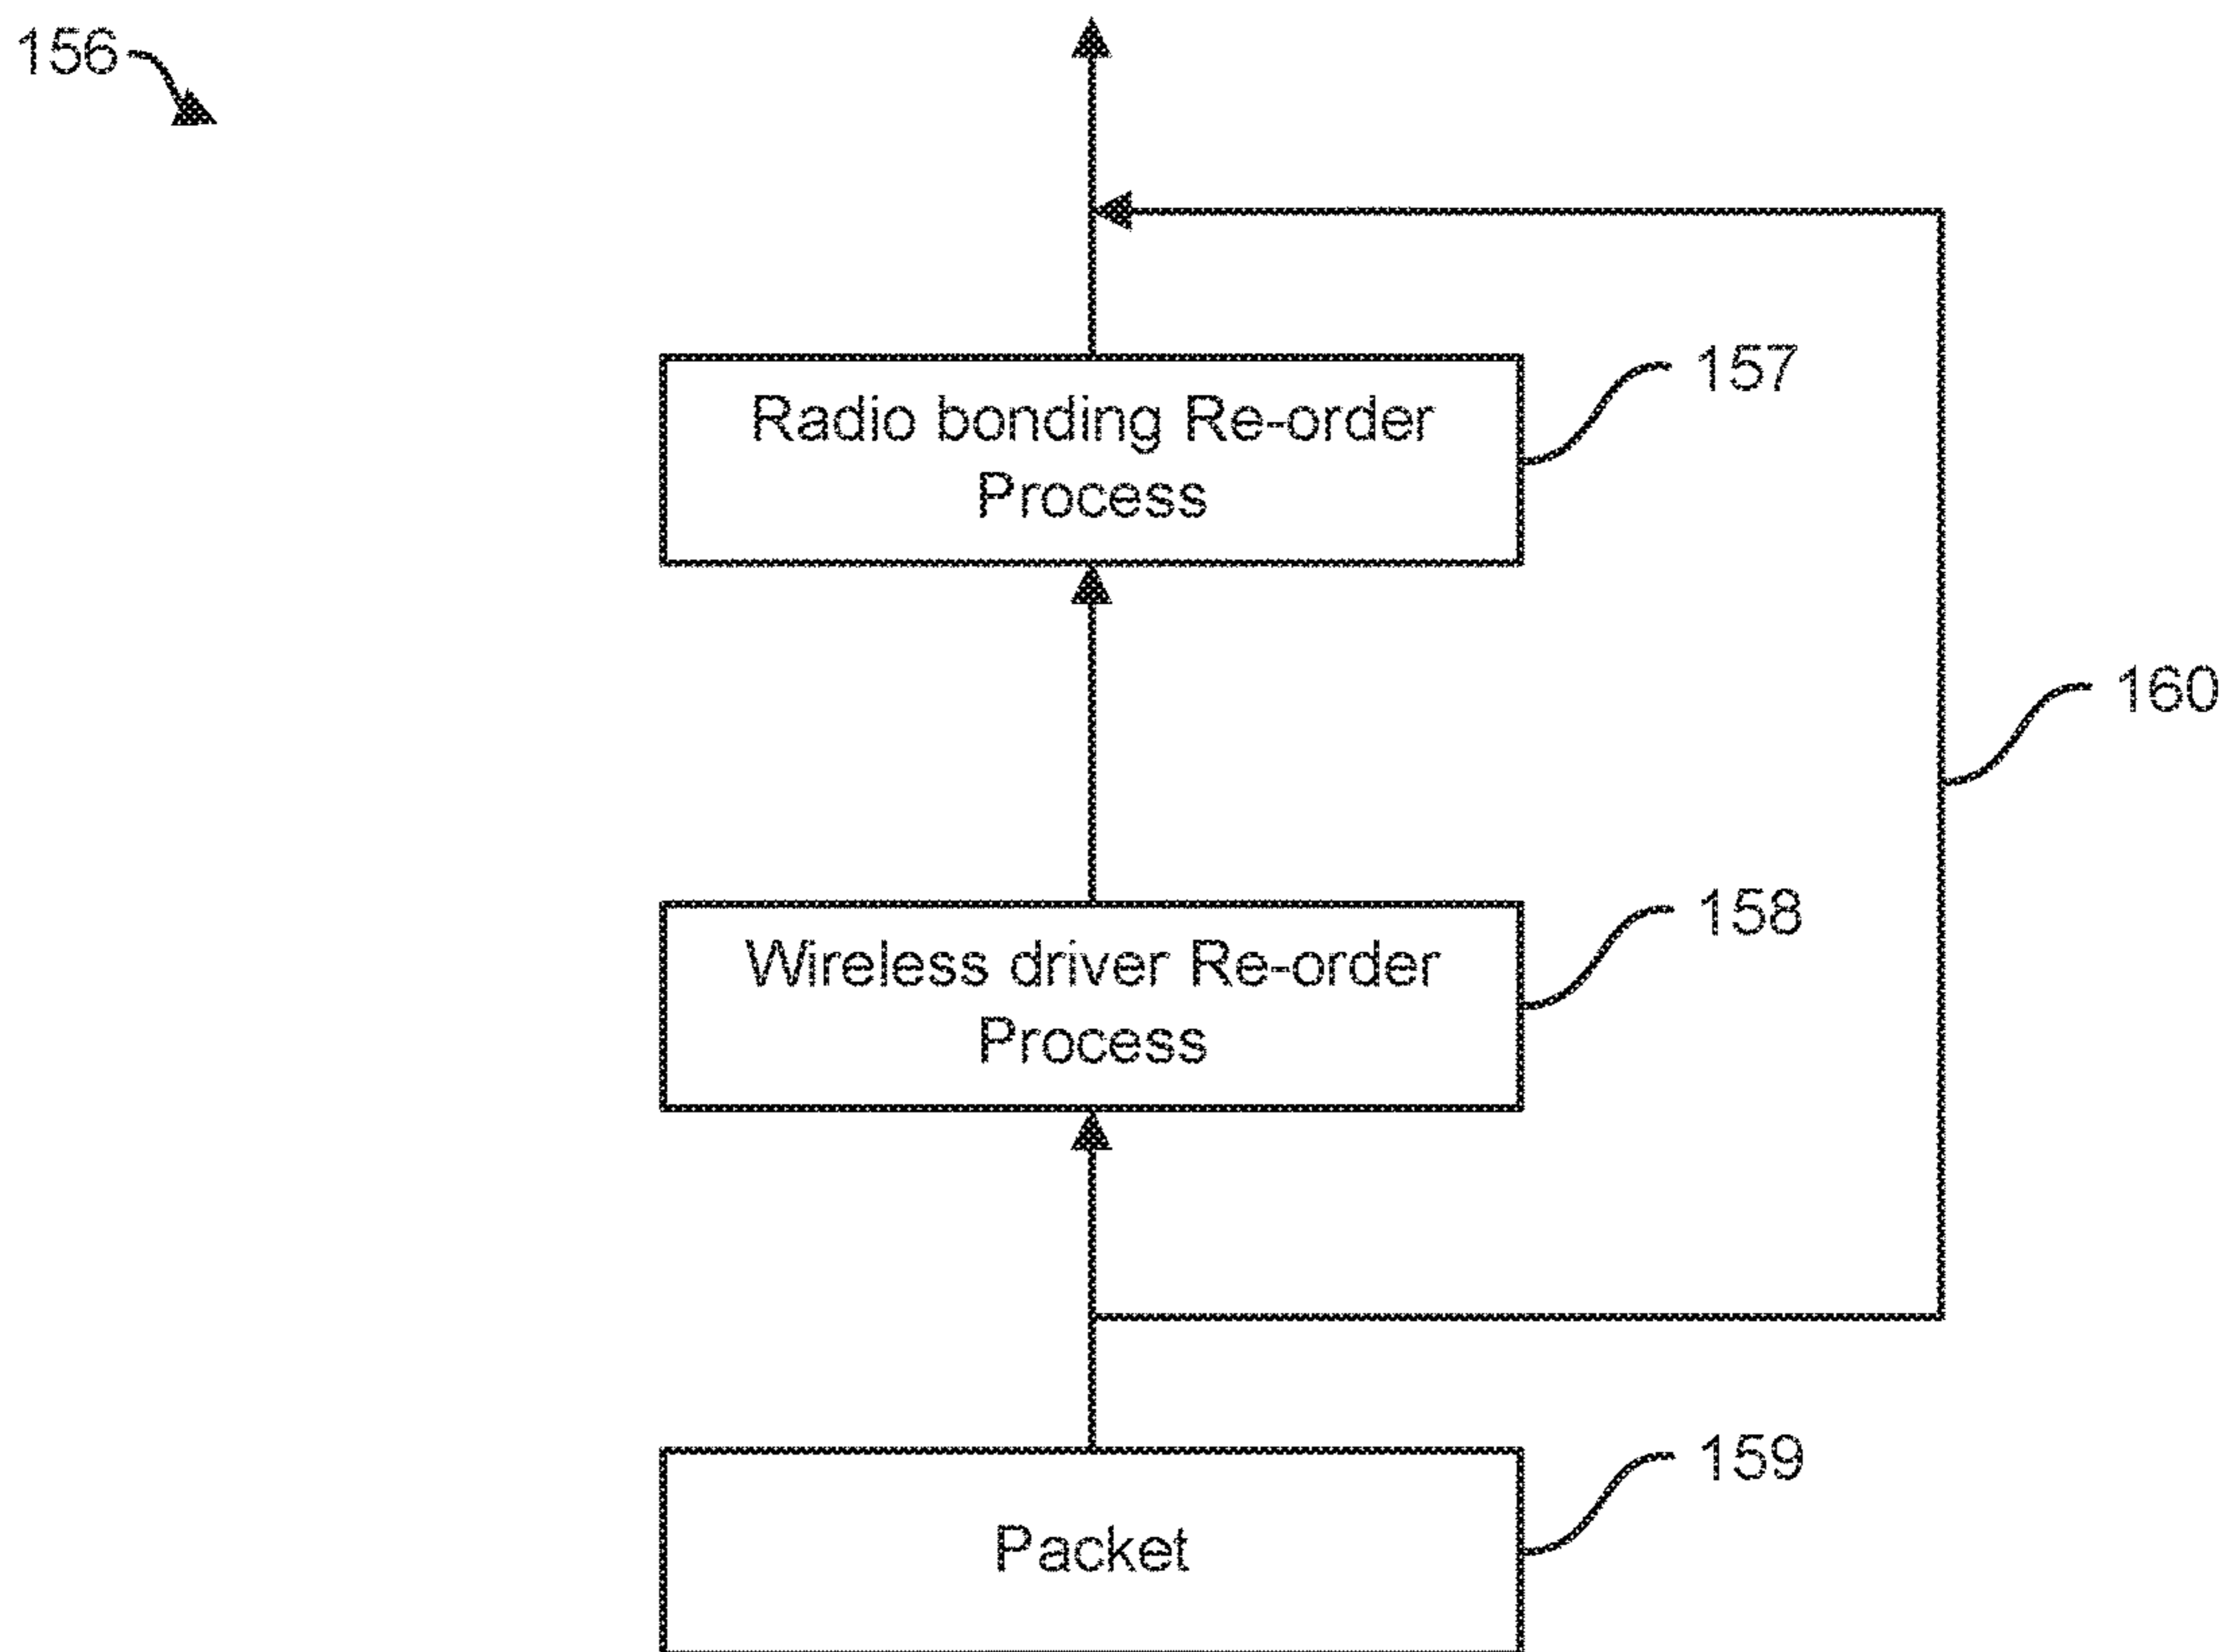 156
Radio bonding Re-order
Process
157
160
Wireless driver Re-order
Process
158
Packet
159